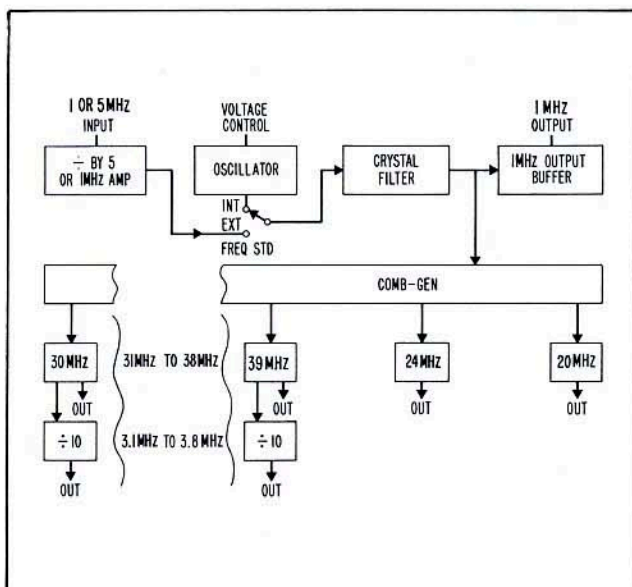 1 OR 5MHz
INPUT
÷ BY 5
OR 1MHz AMP
VOLTAGE
CONTROL
OSCILLATOR
INT
EXT
FREQ STD
CRYSTAL
FILTER
1MHz
OUTPUT
1MHz OUTPUT
BUFFER
COMB-GEN
30MHz
31MHz TO 38MHz
39MHz
24MHz
20MHz
OUT
OUT
OUT
OUT
÷10
3.1MHz TO 3.8MHz
÷10
OUT
OUT